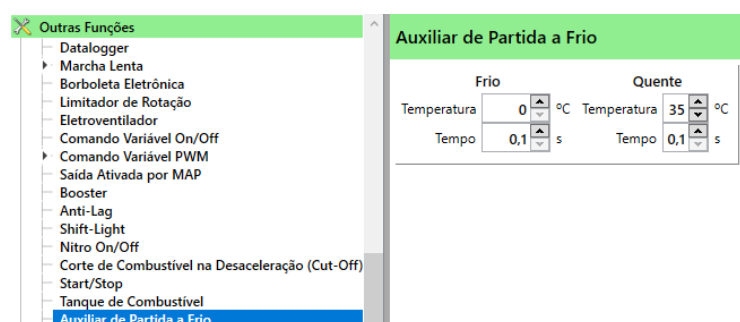 Outras Funções
Datalogger
Marcha Lenta
Borboleta Eletrônica
Limitador de Rotação
Eletroventilador
Comando Variável On/Off
Comando Variável PWM
Saída Ativada por MAP
Booster
Anti-Lag
Shift-Light
Nitro On/Off
Corte de Combustível na Desaceleração (Cut-Off)
Start/Stop
Tanque de Combustível
Auxiliar de Partida a Frio
Auxiliar de Partida a Frio
Frio Quente
Temperatura 0 ºC Temperatura 35 ºC
Tempo 0,1 s Tempo 0,1 s